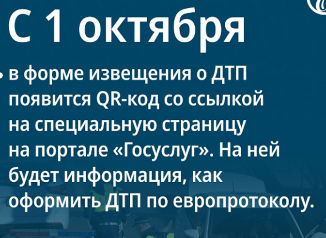 С 1 октября
в форме извещения о ДТП
появится QR-код со ссылкой
на специальную страницу
на портале «Госуслуг». На ней
будет информация, как
оформить ДТП по европротоколу.